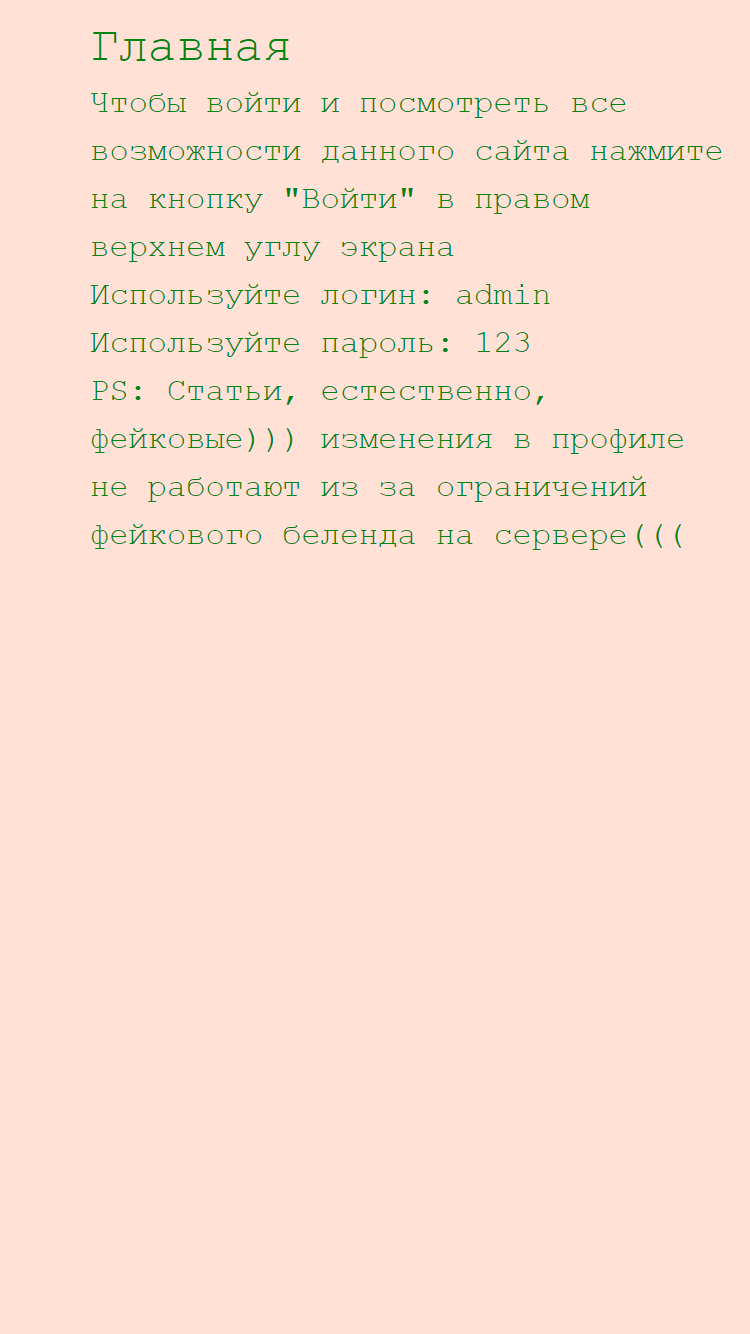 Главная
Чтобы войти и посмотреть все
возможности данного сайта нажмите
на кнопку "Войти" в правом
верхнем углу экрана
Используйте логин: admin
Используйте пароль: 123
PS: Статьи, естественно,
фейковые))) изменения в профиле
не работают из за ограничений
фейкового беленда на сервере(((